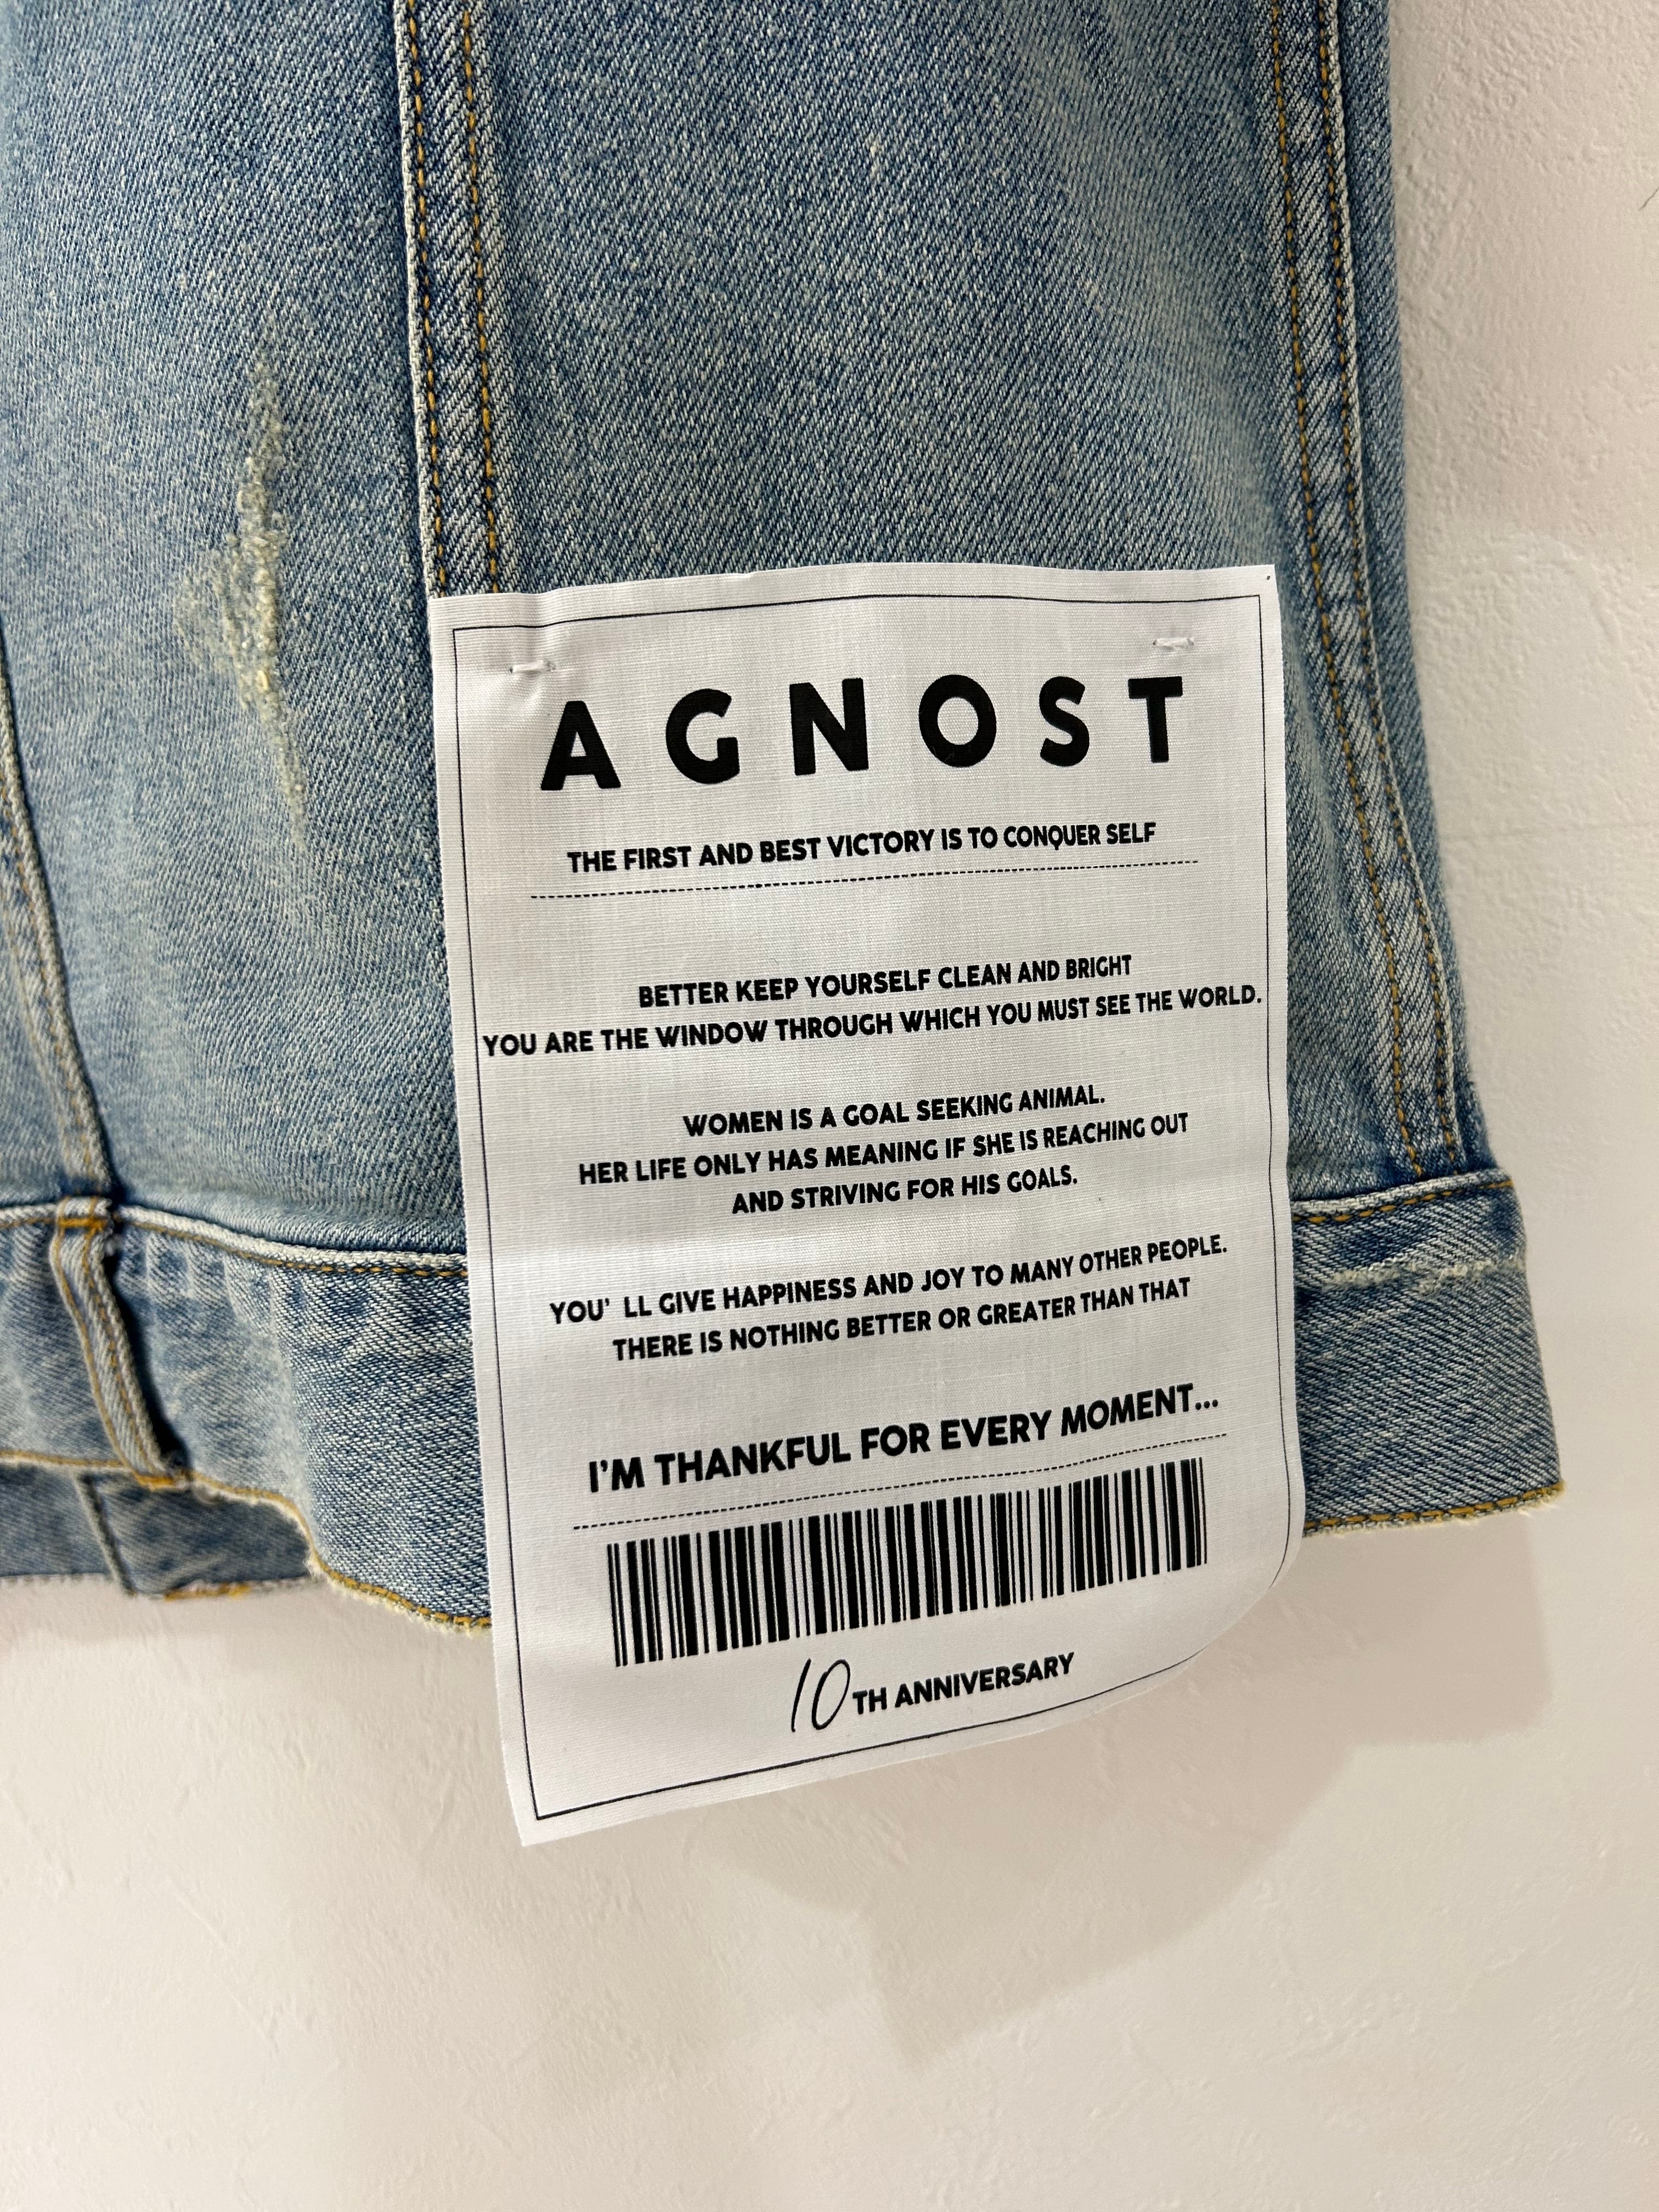 AGNOST
THE FIRST AND BEST VICTORY IS TO CONQUER SELF
BETTER KEEP YOURSELF CLEAN AND BRIGHT
YOU ARE THE WINDOW THROUGH WHICH YOU MUST SEE THE WORLD.
WOMEN IS A GOAL SEEKING ANIMAL.
HER LIFE ONLY HAS MEANING IF SHE IS REACHING OUT
AND STRIVING FOR HIS GOALS.
YOU' LL GIVE HAPPINESS AND JOY TO MANY OTHER PEOPLE.
THERE IS NOTHING BETTER OR GREATER THAN THAT
I'M THANKFUL FOR EVERY MOMENT...
10TH ANNIVERSARY